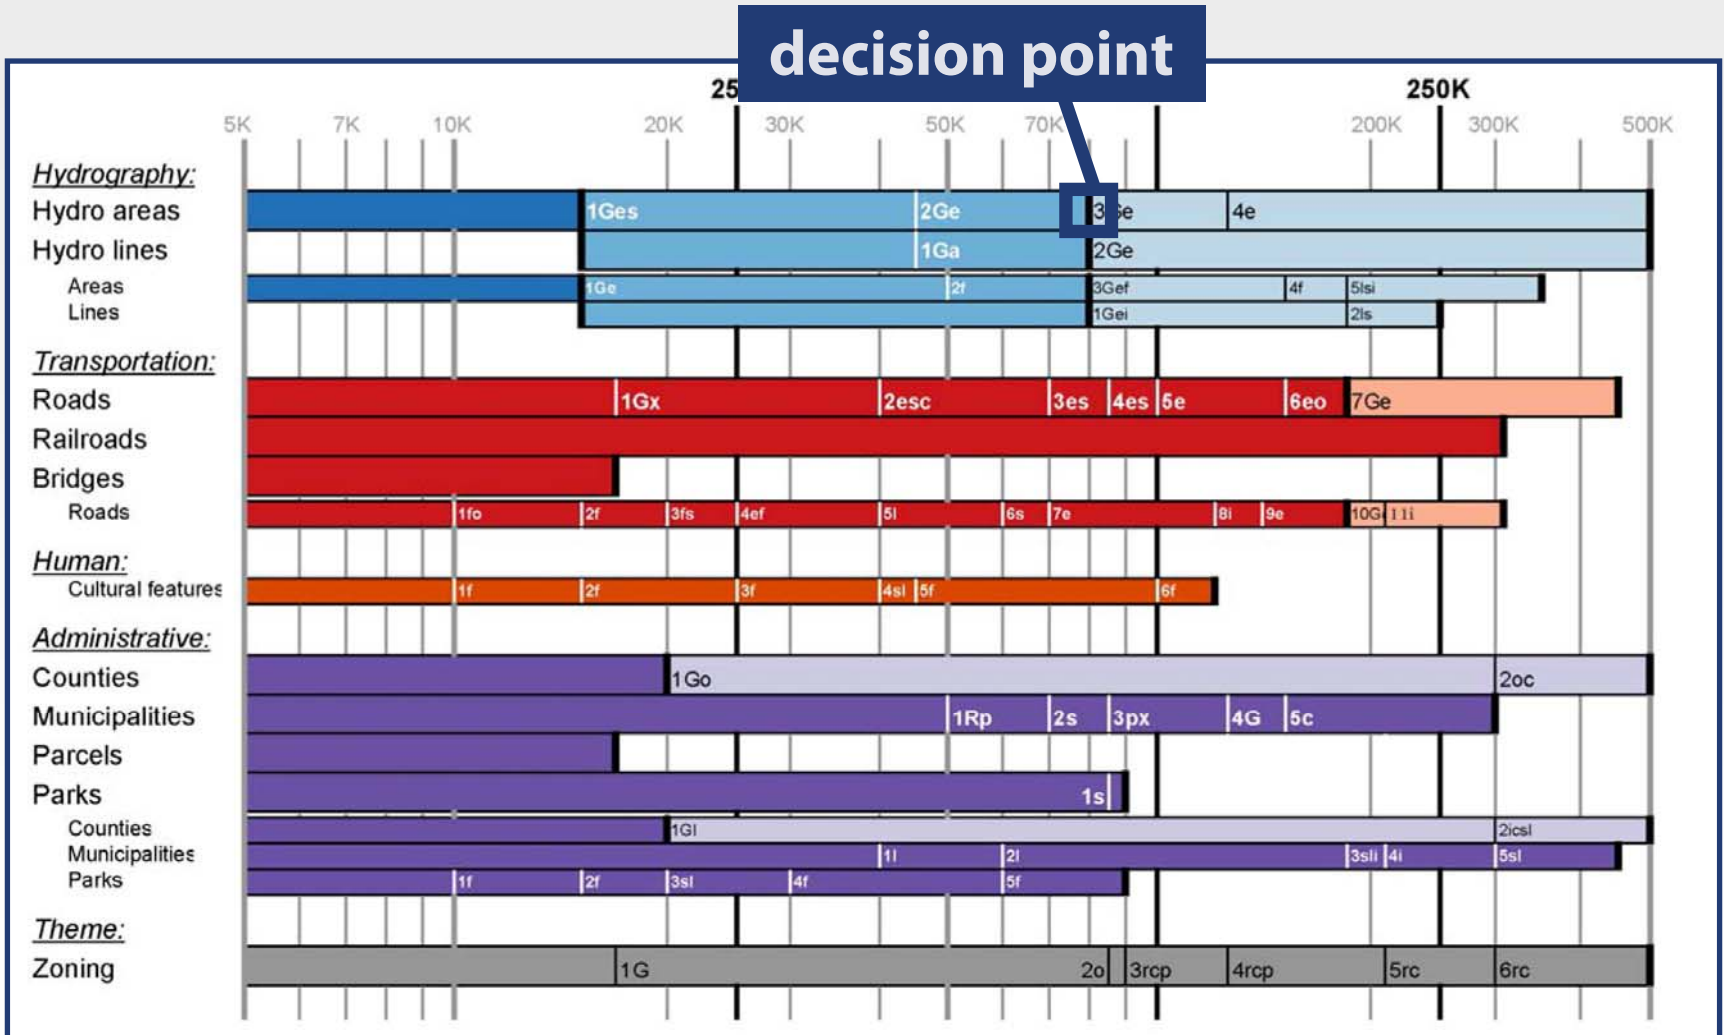 decision point
25
250K
5K 7K 10K 20K 30K 50K 70K 200K 300K 500K
Hydrography:
Hydro areas 1Ges 2Ge 4e
Hydro lines 1Ga 2Ge
Areas 1Ge 2f 3Gef 4f 5lsi
Lines 1Gei 2ls
Transportation:
Roads 1Gx 2esc 3es 4es 5e 6eo 7Ge
Railroads
Bridges
Roads 1fo 2f 3fs 4ef 5l 6s 7e 8i 9e 10G 11i
Human:
Cultural features 1f 2f 3f 4sl 5f 6f
Administrative:
Counties 1Go 2oc
Municipalities 1Rp 2s 3px 4G 5c
Parcels
Parks 1s
Counties 1Gl 2icsl
Municipalities 1l 2l 3sli 4i 5sl
Parks 1f 2f 3sl 4f 5f
Theme:
Zoning 1G 2o 3rcp 4rcp 5rc 6rc